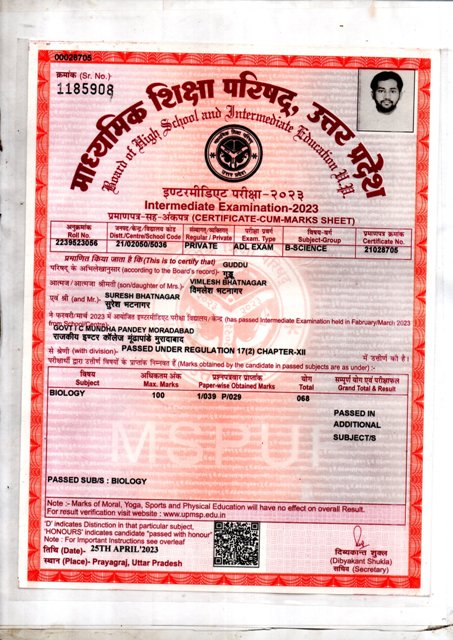 00028705
क्रमांक (Sr. No.)
1185908
माध्यमिक शिक्षा परिषद, उत्तर प्रदेश
Board of High School and Intermediate Education U.P.
इण्टरमीडिएट परीक्षा-२०२३
Intermediate Examination-2023
प्रमाणपत्र-सह-अंकपत्र (CERTIFICATE-CUM-MARKS SHEET)
अनुक्रमांक जनपद/केन्द्र/विद्यालय कोड संस्थागत/व्यक्तिगत परीक्षा प्रकार विषय-वर्ग प्रमाणपत्र क्रमांक
Roll No. Distt./Centre/School Code Regular / Private Exam. Type Subject-Group Certificate No.
2239523056 21/02050/5036 PRIVATE ADL EXAM B-SCIENCE 21028705
प्रमाणित किया जाता है कि (This is to certify that) GUDDU
परिषद के अभिलेखानुसार (according to the Board's record)- गुड्डू
आत्मज / आत्मजा श्रीमती (son/daughter of Mrs.) VIMLESH BHATNAGAR
विमलेश भटनागर
एवं श्री (and Mr.) SURESH BHATNAGAR
सुरेश भटनागर
ने फरवरी/मार्च 2023 में आयोजित इण्टरमीडिएट परीक्षा विद्यालय/केन्द्र (has passed Intermediate Examination held in Fabruary/March 2023
from School/Centre)
GOVT I C MUNDHA PANDEY MORADABAD
राजकीय इण्टर कॉलेज मूंढापांडे मुरादाबाद
से श्रेणी (with division)- PASSED UNDER REGULATION 17(2) CHAPTER-XII में उत्तीर्ण की है।
परीक्षार्थी द्वारा उत्तीर्ण विषयों के प्राप्तांक निम्नवत हैं (Marks obtained by the candidate in passed subjects are as under) :-
विषय अधिकतम अंक प्रश्नपत्रवार प्राप्तांक योग सम्पूर्ण योग एवं परीक्षाफल
Subject Max. Marks Paper-wise Obtained Marks Total Grand Total & Result
BIOLOGY 100 1/039 P/029 068
PASSED IN
ADDITIONAL
SUBJECT/S
MSPUP
PASSED SUB/S : BIOLOGY
Note :- Marks of Moral, Yoga, Sports and Physical Education will have no effect on overall Result.
For result verification visit website : www.upmsp.edu.in
'D' indicates Distinction in that particular subject,
'HONOURS' indicates candidate "passed with honour"
Note : For Important Instructions see overleaf
तिथि (Date)- 25TH APRIL'2023
स्थान (Place)- Prayagraj, Uttar Pradesh
दिव्यकान्त शुक्ल
(Dibyakant Shukla)
सचिव (Secretary)